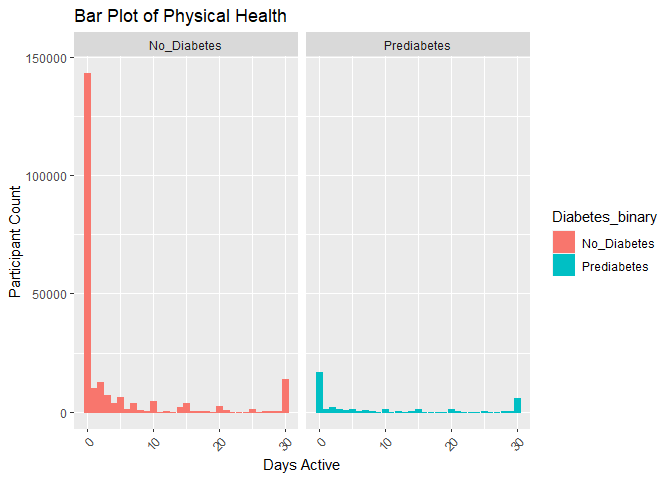 Bar Plot of Physical Health
No_Diabetes
Prediabetes
150000
100000
50000
0
Participant Count
0
10
20
30
0
10
20
30
Days Active
Diabetes_binary
No_Diabetes
Prediabetes